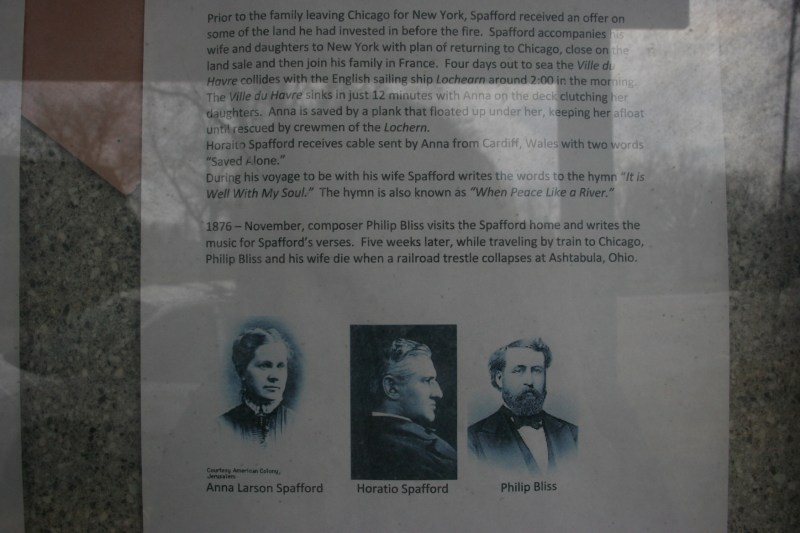 Prior to the family leaving Chicago for New York, Spafford received an offer on
some of the land he had invested in before the fire.  Spafford accompanies his
wife and daughters to New York with plan of returning to Chicago, close on the
land sale and then join his family in France.  Four days out to sea the Ville du
Havre collides with the English sailing ship Lochearn around 2:00 in the morning.
The Ville du Havre sinks in just 12 minutes with Anna on the deck clutching her
daughters.  Anna is saved by a plank that floated up under her, keeping her afloat
until rescued by crewmen of the Lochern.
Horaito Spafford receives cable sent by Anna from Cardiff, Wales with two words
“Saved Alone.”
During his voyage to be with his wife Spafford writes the words to the hymn “It is
Well With My Soul.”  The hymn is also known as “When Peace Like a River.”
1876 – November, composer Philip Bliss visits the Spafford home and writes the
music for Spafford’s verses.  Five weeks later, while traveling by train to Chicago,
Philip Bliss and his wife die when a railroad trestle collapses at Ashtabula, Ohio.
Courtesy American Colony,
Jerusalem
Anna Larson Spafford
Horatio Spafford
Philip Bliss